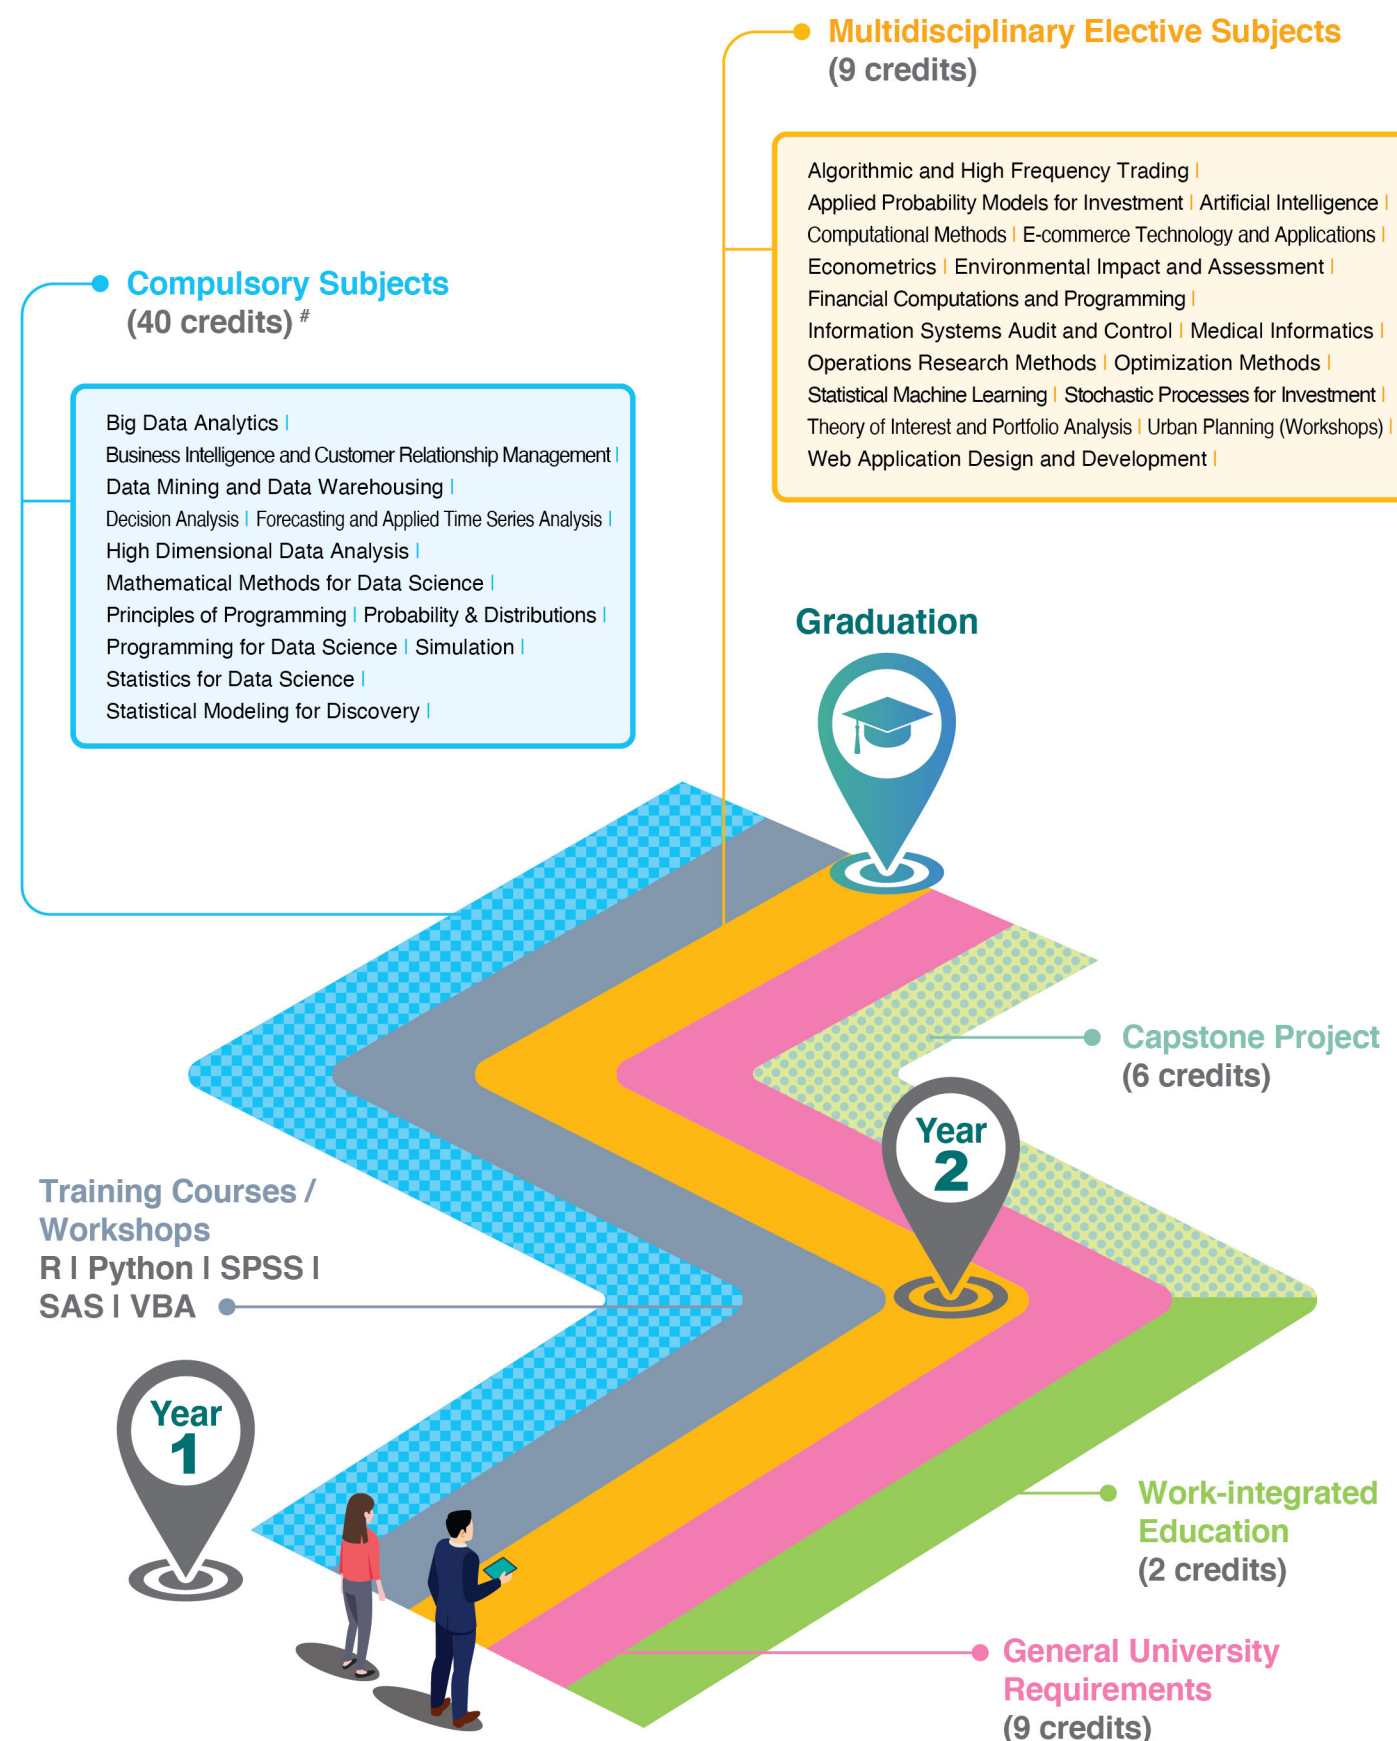 Multidisciplinary Elective Subjects
(9 credits)
Algorithmic and High Frequency Trading |
Applied Probability Models for Investment | Artificial Intelligence |
Computational Methods | E-commerce Technology and Applications |
Econometrics | Environmental Impact and Assessment |
Financial Computations and Programming |
Information Systems Audit and Control | Medical Informatics |
Operations Research Methods | Optimization Methods |
Statistical Machine Learning | Stochastic Processes for Investment |
Theory of Interest and Portfolio Analysis | Urban Planning (Workshops) |
Web Application Design and Development |
Compulsory Subjects
(40 credits) #
Big Data Analytics |
Business Intelligence and Customer Relationship Management |
Data Mining and Data Warehousing |
Decision Analysis | Forecasting and Applied Time Series Analysis |
High Dimensional Data Analysis |
Mathematical Methods for Data Science |
Principles of Programming | Probability & Distributions |
Programming for Data Science | Simulation |
Statistics for Data Science |
Statistical Modeling for Discovery |
Graduation
Capstone Project
(6 credits)
Year
2
Training Courses /
Workshops
R | Python | SPSS |
SAS | VBA
Year
1
Work-integrated
Education
(2 credits)
General University
Requirements
(9 credits)